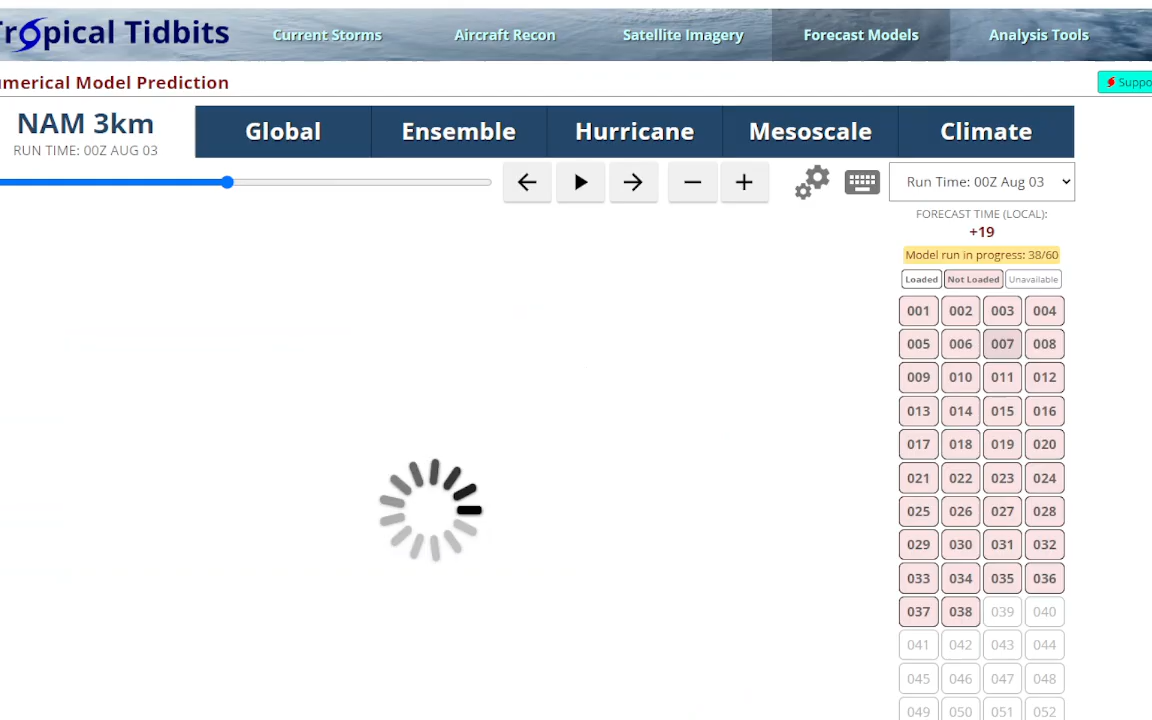 Tropical Tidbits
Current Storms
Aircraft Recon
Satellite Imagery
Forecast Models
Analysis Tools
umerical Model Prediction
Suppo
NAM 3km
RUN TIME: 00Z AUG 03
Global
Ensemble
Hurricane
Mesoscale
Climate
Run Time: 00Z Aug 03
FORECAST TIME (LOCAL):
+19
Model run in progress: 38/60
Loaded Not Loaded Unavailable
001 002 003 004
005 006 007 008
009 010 011 012
013 014 015 016
017 018 019 020
021 022 023 024
025 026 027 028
029 030 031 032
033 034 035 036
037 038 039 040
041 042 043 044
045 046 047 048
049 050 051 052